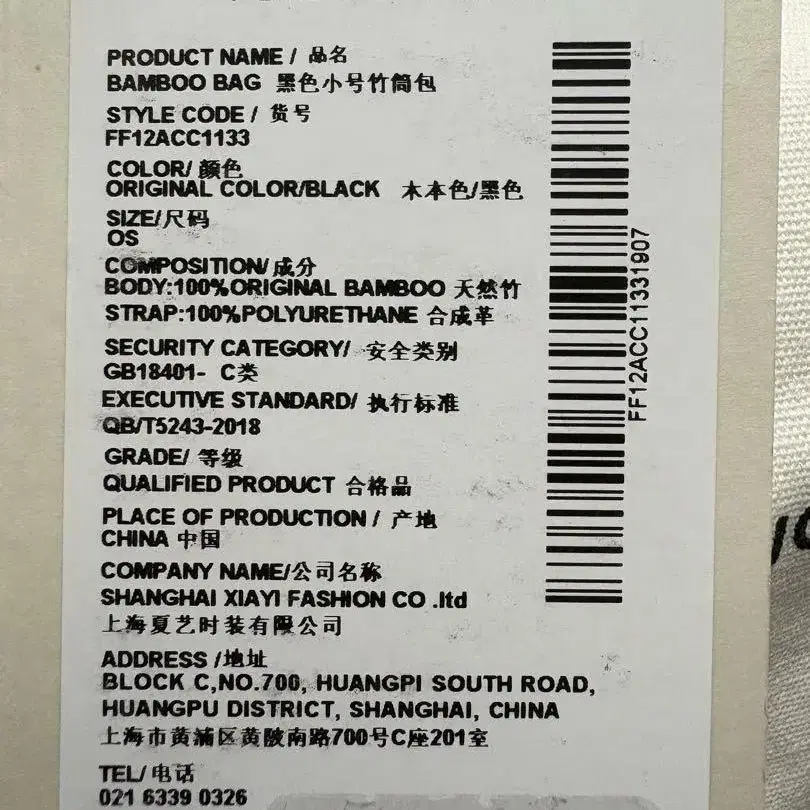 PRODUCT NAME / 品名
BAMBOO BAG 黑色小号竹筒包
STYLE CODE / 货号
FF12ACC1133
COLOR/ 颜色
ORIGINAL COLOR/BLACK 木本色/黑色
SIZE/尺码
OS
COMPOSITION/成分
BODY:100%ORIGINAL BAMBOO 天然竹
STRAP:100%POLYURETHANE 合成革
SECURITY CATEGORY/ 安全类别
GB18401- C类
EXECUTIVE STANDARD/ 执行标准
QB/T5243-2018
GRADE/ 等级
QUALIFIED PRODUCT 合格品
PLACE OF PRODUCTION / 产地
CHINA 中国
COMPANY NAME/公司名称
SHANGHAI XIAYI FASHION CO .ltd
上海夏艺时装有限公司
ADDRESS /地址
BLOCK C,NO.700, HUANGPI SOUTH ROAD,
HUANGPU DISTRICT, SHANGHAI, CHINA
上海市黄浦区黄陂南路700号C座201室
TEL/ 电话
021 6339 0326
FF12ACC11331907